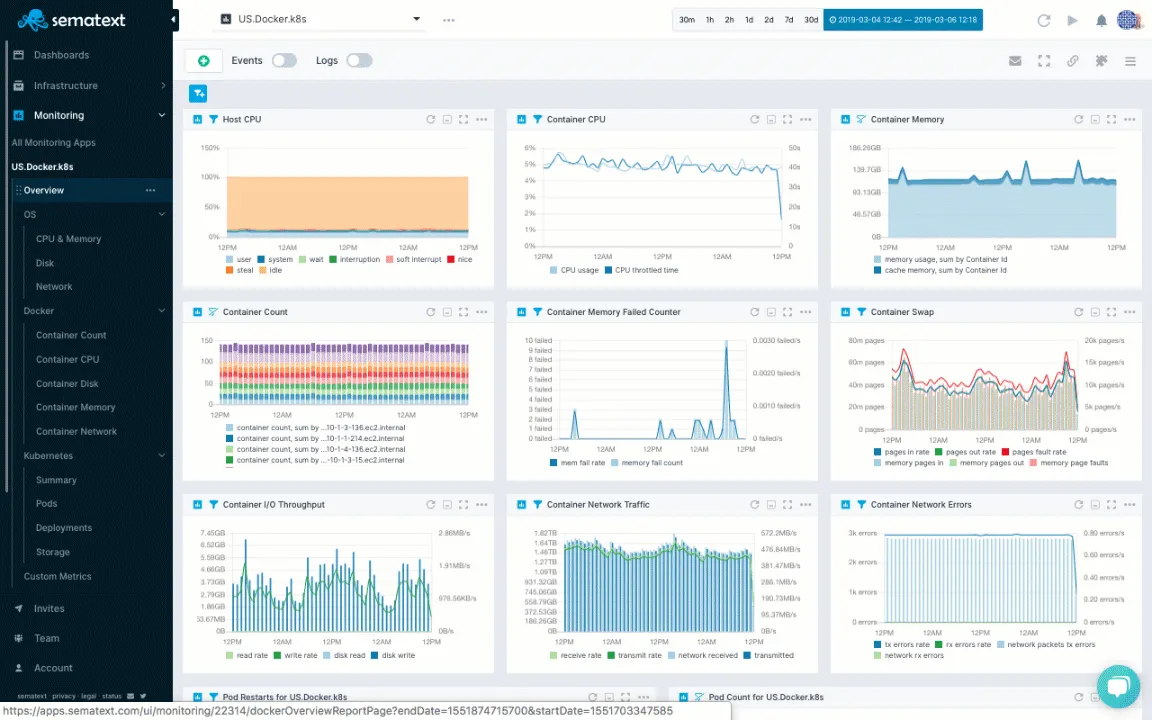 sematext
US.Docker.k8s
30m 1h 2h 1d 2d 7d 30d 2019-03-04 12:42 — 2019-03-06 12:18
Dashboards
Infrastructure
Monitoring
All Monitoring Apps
US.Docker.k8s
Overview
OS
CPU & Memory
Disk
Network
Docker
Container Count
Container CPU
Container Disk
Container Memory
Container Network
Kubernetes
Summary
Pods
Deployments
Storage
Custom Metrics
Invites
Team
Account
sematext privacy · legal status
Events Logs
Host CPU
150%
100%
50%
0%
12PM 12AM 12PM 12AM 12PM
user system wait interruption soft interrupt nice
steal idle
Container CPU
6% 50s
5% 40s
4% 30s
3%
2% 20s
1% 10s
0% 0
12PM 12AM 12PM 12AM 12PM
CPU usage CPU throttled time
Container Memory
186.26GB
139.7GB
93.13GB
46.57GB
0B
12PM 12AM 12PM 12AM 12PM
memory usage, sum by Container Id
cache memory, sum by Container Id
Container Count
150
100
50
0
12PM 12AM 12PM 12AM 12PM
container count, sum by ...10-1-3-136.ec2.internal
container count, sum by ...10-1-1-214.ec2.internal
container count, sum by ...10-1-4-136.ec2.internal
container count, sum by ...-10-1-3-15.ec2.internal
Container Memory Failed Counter
10 failed 0.0030 failed/s
9 failed
8 failed
7 failed 0.0020 failed/s
6 failed
5 failed
4 failed
3 failed 0.0010 failed/s
2 failed
1 failed
0 failed 0 failed/s
12PM 12AM 12PM 12AM 12PM
mem fail rate memory fail count
Container Swap
80m pages 20k pages/s
60m pages 15k pages/s
40m pages 10k pages/s
20m pages 5k pages/s
0 pages 0 pages/s
12PM 12AM 12PM 12AM 12PM
pages in rate pages out rate pages fault rate
memory pages in memory pages out memory page faults
Container I/O Throughput
7.45GB 2.86MB/s
6.52GB
5.59GB
4.66GB 1.91MB/s
3.73GB
2.79GB 976.56KB/s
1.86GB
953.67MB
0B 0B/s
12PM 12AM 12PM 12AM 12PM
read rate write rate disk read disk write
Container Network Traffic
1.82TB 572.2MB/s
1.64TB 476.84MB/s
1.46TB
1.27TB 381.47MB/s
1.09TB
931.32GB 286.1MB/s
745.06GB
558.79GB 190.73MB/s
372.53GB 95.37MB/s
186.26GB
0B 0B/s
12PM 12AM 12PM 12AM 12PM
receive rate transmit rate network received transmitted
Container Network Errors
3k errors 0.80 errors/s
2k errors 0.60 errors/s
0.40 errors/s
1k errors 0.20 errors/s
0 errors 0 errors/s
12PM 12AM 12PM 12AM 12PM
tx errors rate rx errors rate network packets tx errors
network rx errors
Pod Restarts for US.Docker.k8s
Pod Count for US.Docker.k8s
https://apps.sematext.com/ui/monitoring/22314/dockerOverviewReportPage?endDate=1551874715700&startDate=1551703347585